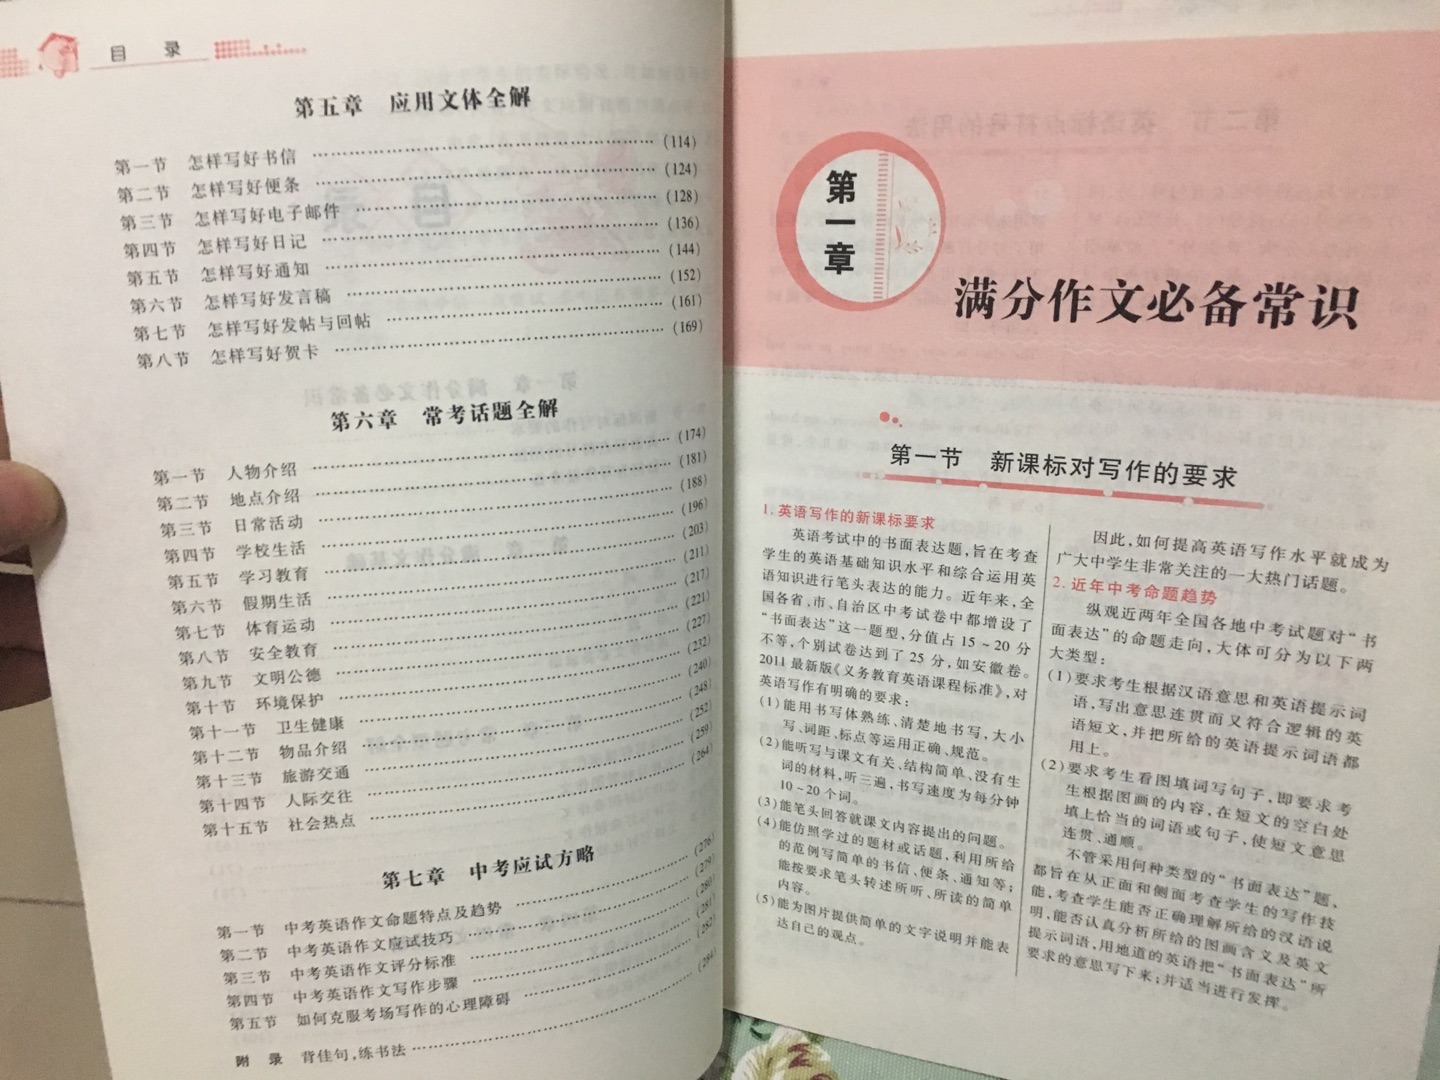 目 录
第五章 应用文体全解
第一节 怎样写好书信 ……………… (114)
第二节 怎样写好便条 ……………… (124)
第三节 怎样写好电子邮件 ……………… (128)
第四节 怎样写好日记 ……………… (136)
第五节 怎样写好通知 ……………… (144)
第六节 怎样写好发言稿 ……………… (152)
第七节 怎样写好发帖与回帖 ……………… (161)
第八节 怎样写好贺卡 ……………… (169)
第六章 常考话题全解
第一节 人物介绍 ……………… (174)
第二节 地点介绍 ……………… (181)
第三节 日常活动 ……………… (188)
第四节 学校生活 ……………… (196)
第五节 学习教育 ……………… (203)
第六节 假期生活 ……………… (211)
第七节 体育运动 ……………… (217)
第八节 安全教育 ……………… (221)
第九节 文明公德 ……………… (227)
第十节 环境保护 ……………… (232)
第十一节 卫生健康 ……………… (240)
第十二节 物品介绍 ……………… (248)
第十三节 旅游交通 ……………… (252)
第十四节 人际交往 ……………… (259)
第十五节 社会热点 ……………… (264)
第七章 中考应试方略
第一节 中考英语作文命题特点及趋势 ……………… (276)
第二节 中考英语作文应试技巧 ……………… (279)
第三节 中考英语作文评分标准 ……………… (280)
第四节 中考英语作文写作步骤 ……………… (281)
第五节 如何克服考场写作的心理障碍 ……………… (282)
附 录 背佳句,练书法 ……………… (284)
第一章
满分作文必备常识
第一节 新课标对写作的要求
1. 英语写作的新课标要求
英语考试中的书面表达题,旨在考查
学生的英语基础知识水平和综合运用英
语知识进行笔头表达的能力。近年来,全
国各省、市、自治区中考试卷中都增设了
“书面表达”这一题型,分值占 15～20 分
不等,个别试卷达到了 25 分,如安徽卷。
2011 最新版《义务教育英语课程标准》,对
英语写作有明确的要求:
(1)能用书写体熟练、清楚地书写,大小
写、词距、标点等运用正确、规范。
(2)能听写与课文有关、结构简单、没有生
词的材料,听三遍,书写速度为每分钟
10～20 个词。
(3)能笔头回答就课文内容提出的问题。
(4)能仿照学过的题材或话题,利用所给
的范例写简单的书信、便条、通知等;
能按要求笔头转述所听、所读的简单
内容。
(5)能为图片提供简单的文字说明并能表
达自己的观点。
因此,如何提高英语写作水平就成为
广大中学生非常关注的一大热门话题。
2. 近年中考命题趋势
纵观近两年全国各地中考试题对“书
面表达”的命题走向,大体可分为以下两
大类型:
(1)要求考生根据汉语意思和英语提示词
语,写出意思连贯而又符合逻辑的英
语短文,并把所给的英语提示词语都
用上。
(2)要求考生看图填词写句子,即要求考
生根据图画的内容,在短文的空白处
填上恰当的词语或句子,使短文意思
连贯、通顺。
不管采用何种类型的“书面表达”题,
都旨在从正面和侧面考查学生的写作技
能,考查学生能否正确理解所给的汉语说
明,能否认真分析所给的图画含义及英文
提示词语,用地道的英语把“书面表达”所
要求的意思写下来;并适当进行发挥。